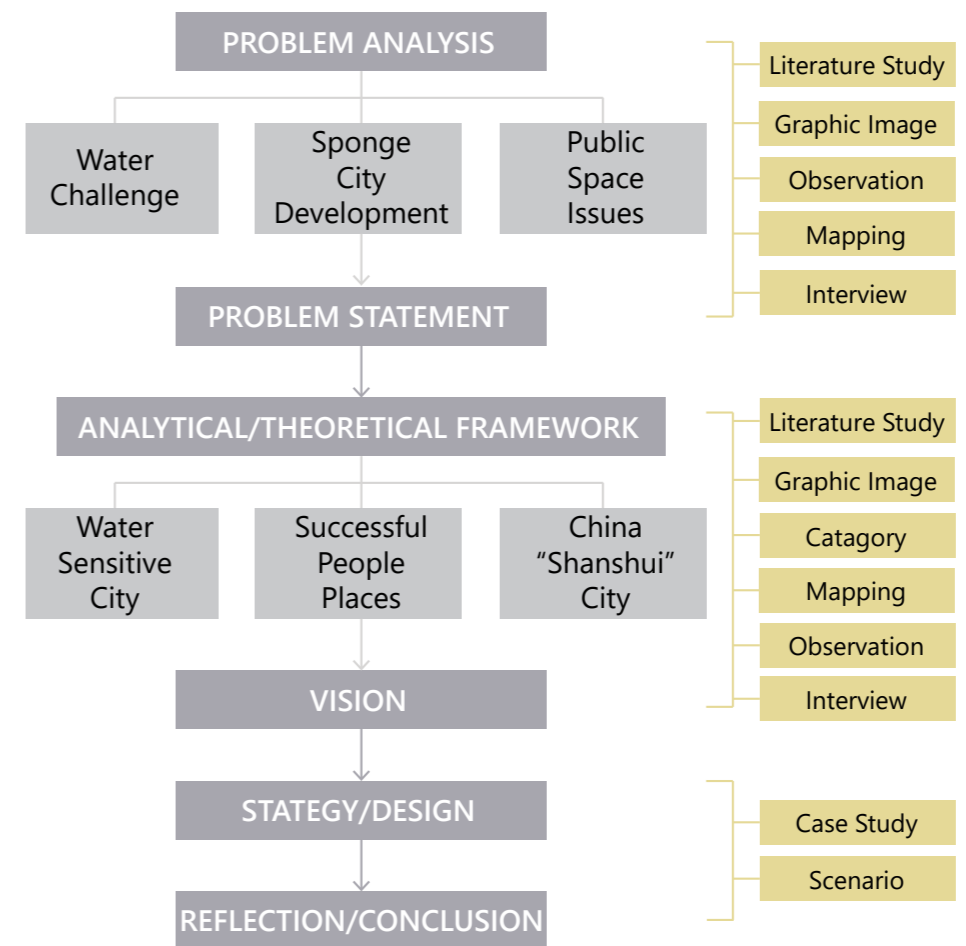 PROBLEM ANALYSIS
Water
Challenge
Sponge
City
Development
Public
Space
Issues
PROBLEM STATEMENT
Literature Study
Graphic Image
Observation
Mapping
Interview
ANALYTICAL/THEORETICAL FRAMEWORK
Water
Sensitive
City
Successful
People
Places
China
“Shanshui”
City
VISION
Literature Study
Graphic Image
Catagory
Mapping
Observation
Interview
STATEGY/DESIGN
REFLECTION/CONCLUSION
Case Study
Scenario